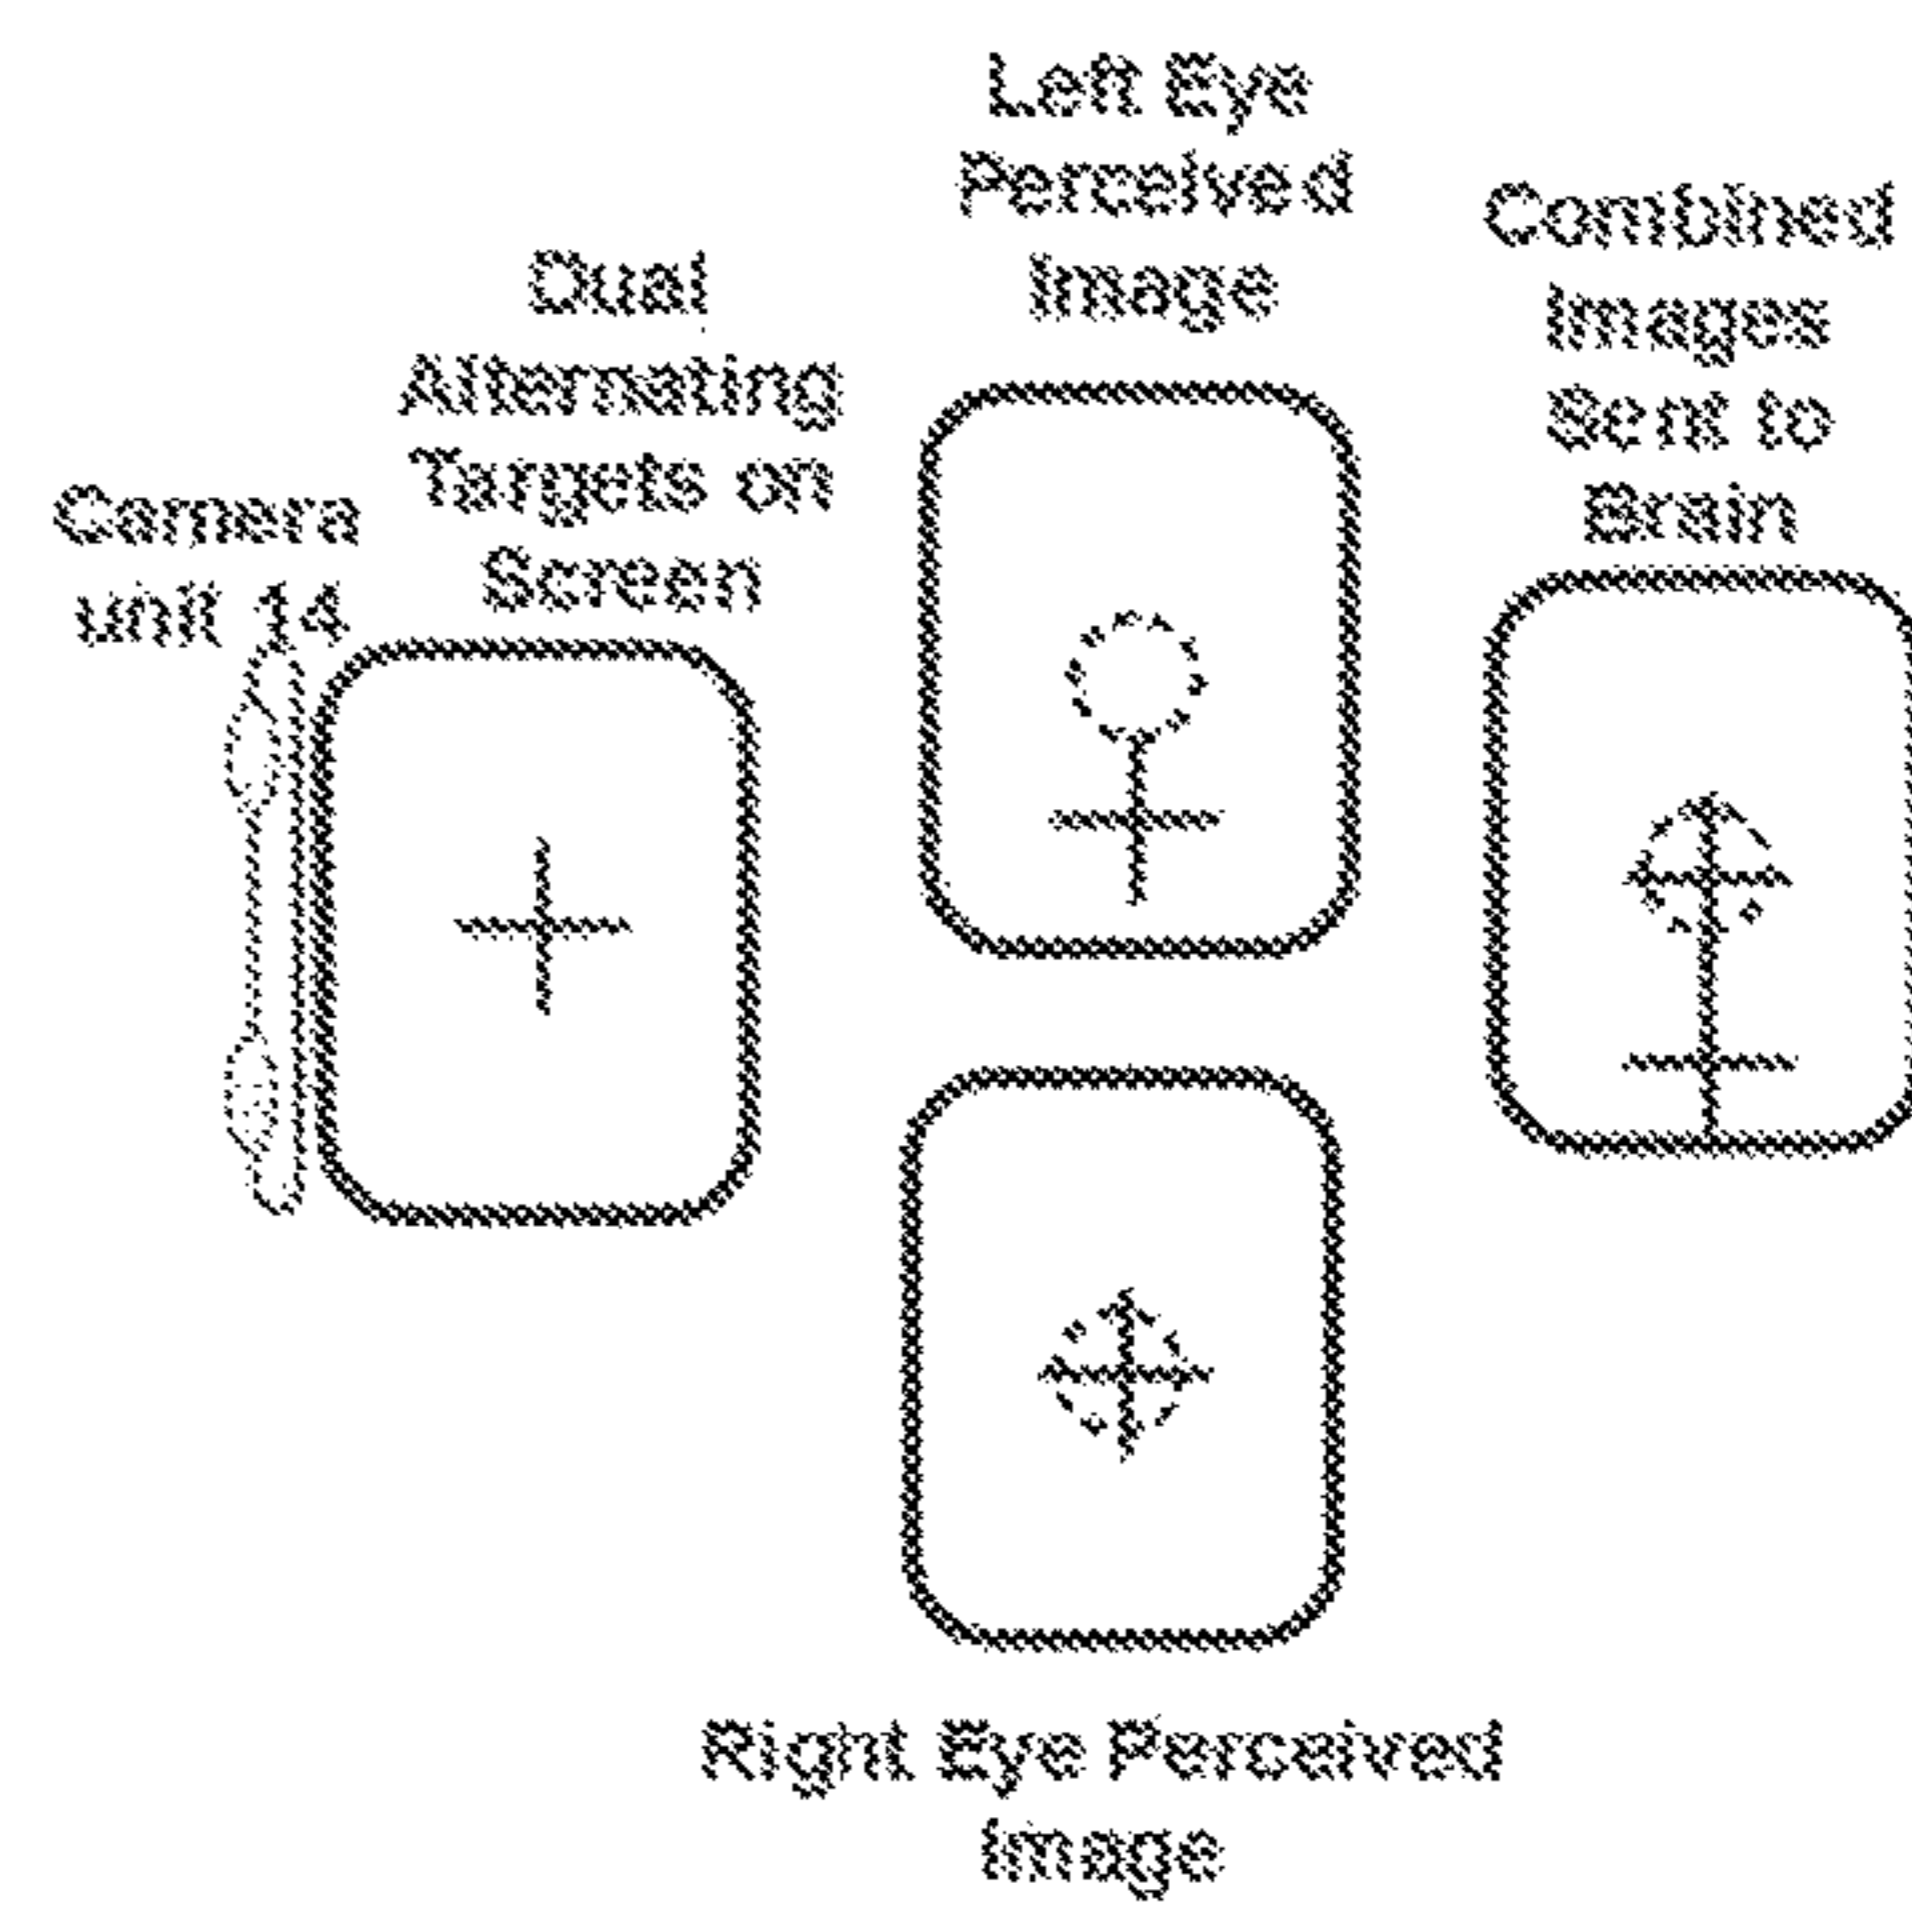 Camera
unit 14
Dual
Alternating
Targets on
Screen
Left Eye
Perceived
Image
Combined
Images
Sent to
Brain
Right Eye Perceived
Image